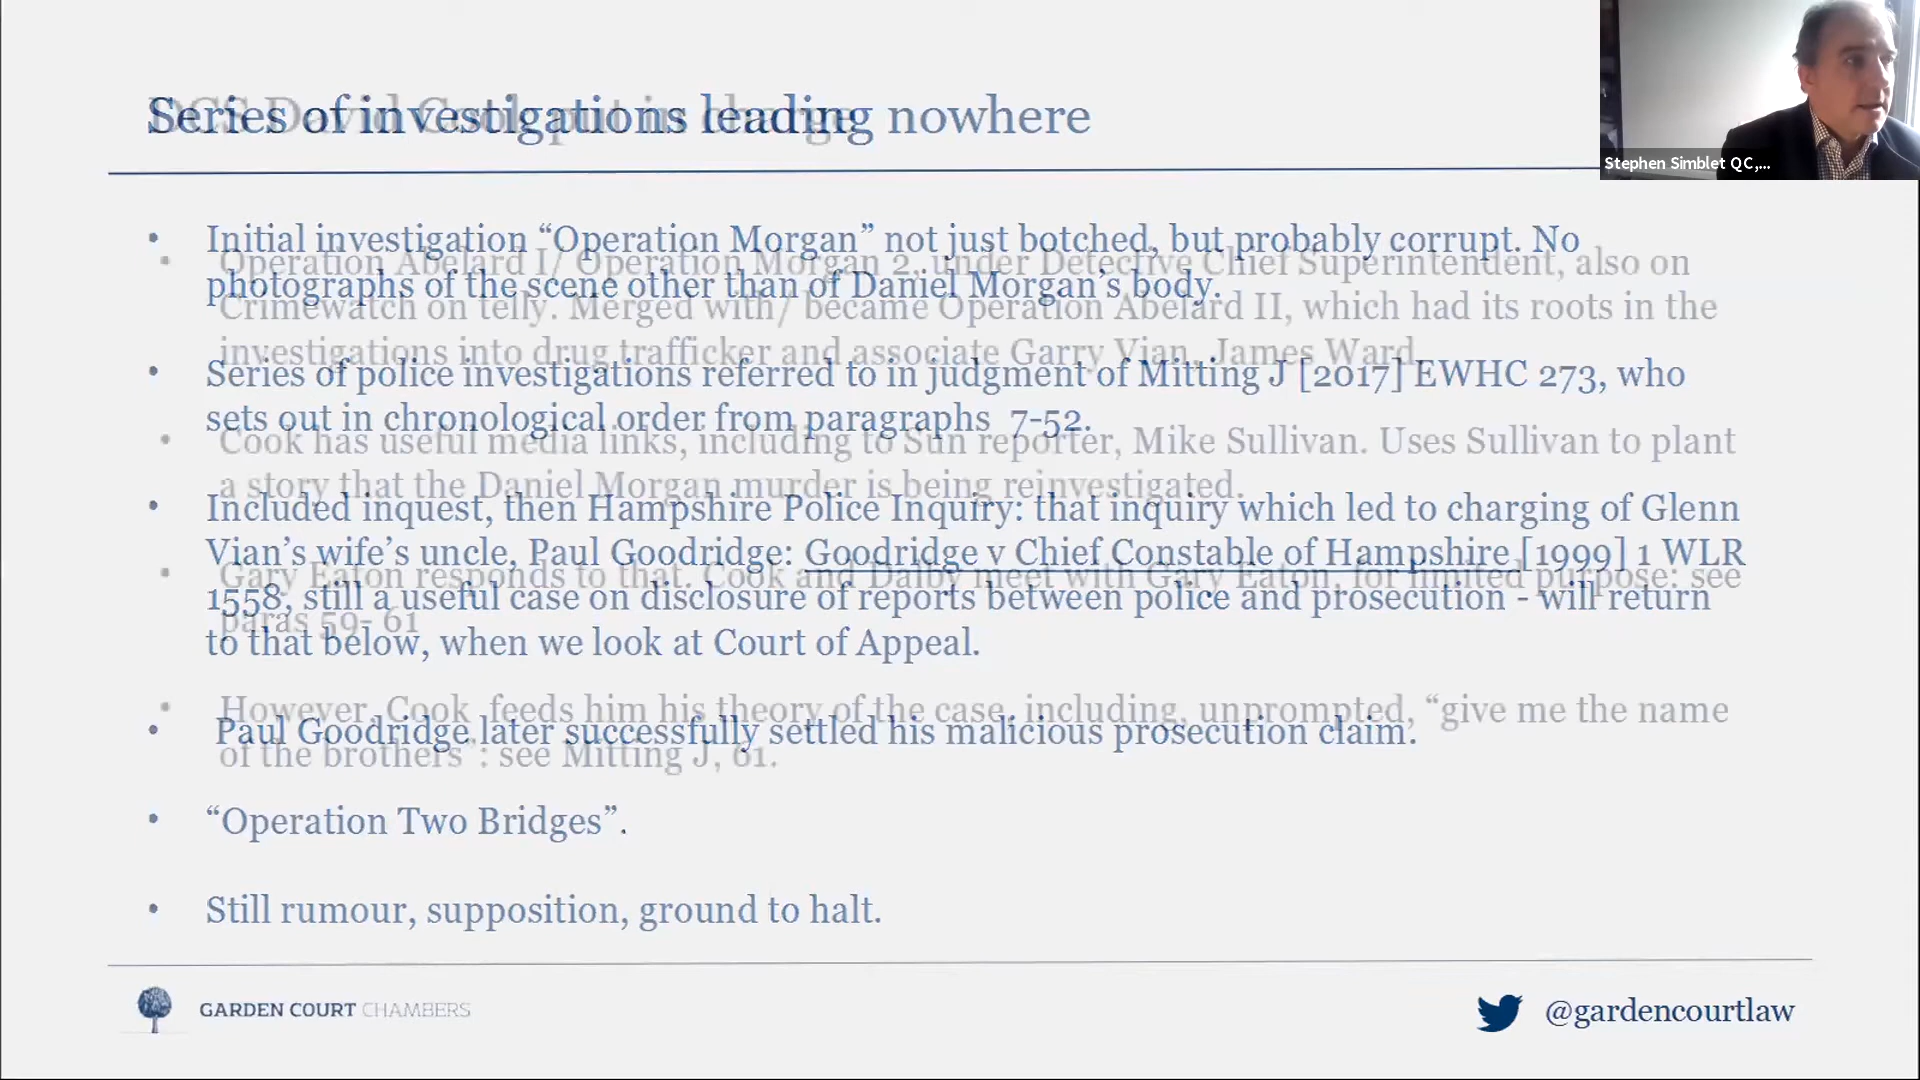 Series of investigations leading nowhere
Stephen Simblet QC,...
• Initial investigation “Operation Morgan” not just botched, but probably corrupt. No
photographs of the scene other than of Daniel Morgan’s body.
• Series of police investigations referred to in judgment of Mitting J [2017] EWHC 273, who
sets out in chronological order from paragraphs 7-52.
• Included inquest, then Hampshire Police Inquiry: that inquiry which led to charging of Glenn
Vian’s wife’s uncle, Paul Goodridge: Goodridge v Chief Constable of Hampshire [1999] 1 WLR
1558, still a useful case on disclosure of reports between police and prosecution - will return
to that below, when we look at Court of Appeal.
• Paul Goodridge later successfully settled his malicious prosecution claim.
• “Operation Two Bridges”.
• Still rumour, supposition, ground to halt.
DCS David Cook put in charge
• Operation Abelard I/ Operation Morgan 2, under Detective Chief Superintendent, also on
Crimewatch on telly. Merged with/ became Operation Abelard II, which had its roots in the
investigations into drug trafficker and associate Garry Vian, James Ward.
• Cook has useful media links, including to Sun reporter, Mike Sullivan. Uses Sullivan to plant
a story that the Daniel Morgan murder is being reinvestigated.
• Gary Eaton responds to that. Cook and Dalby meet with Gary Eaton, for limited purpose: see
paras 59- 61
• However, Cook feeds him his theory of the case, including, unprompted, “give me the name
of the brothers”: see Mitting J, 61.
GARDEN COURT CHAMBERS
@gardencourtlaw